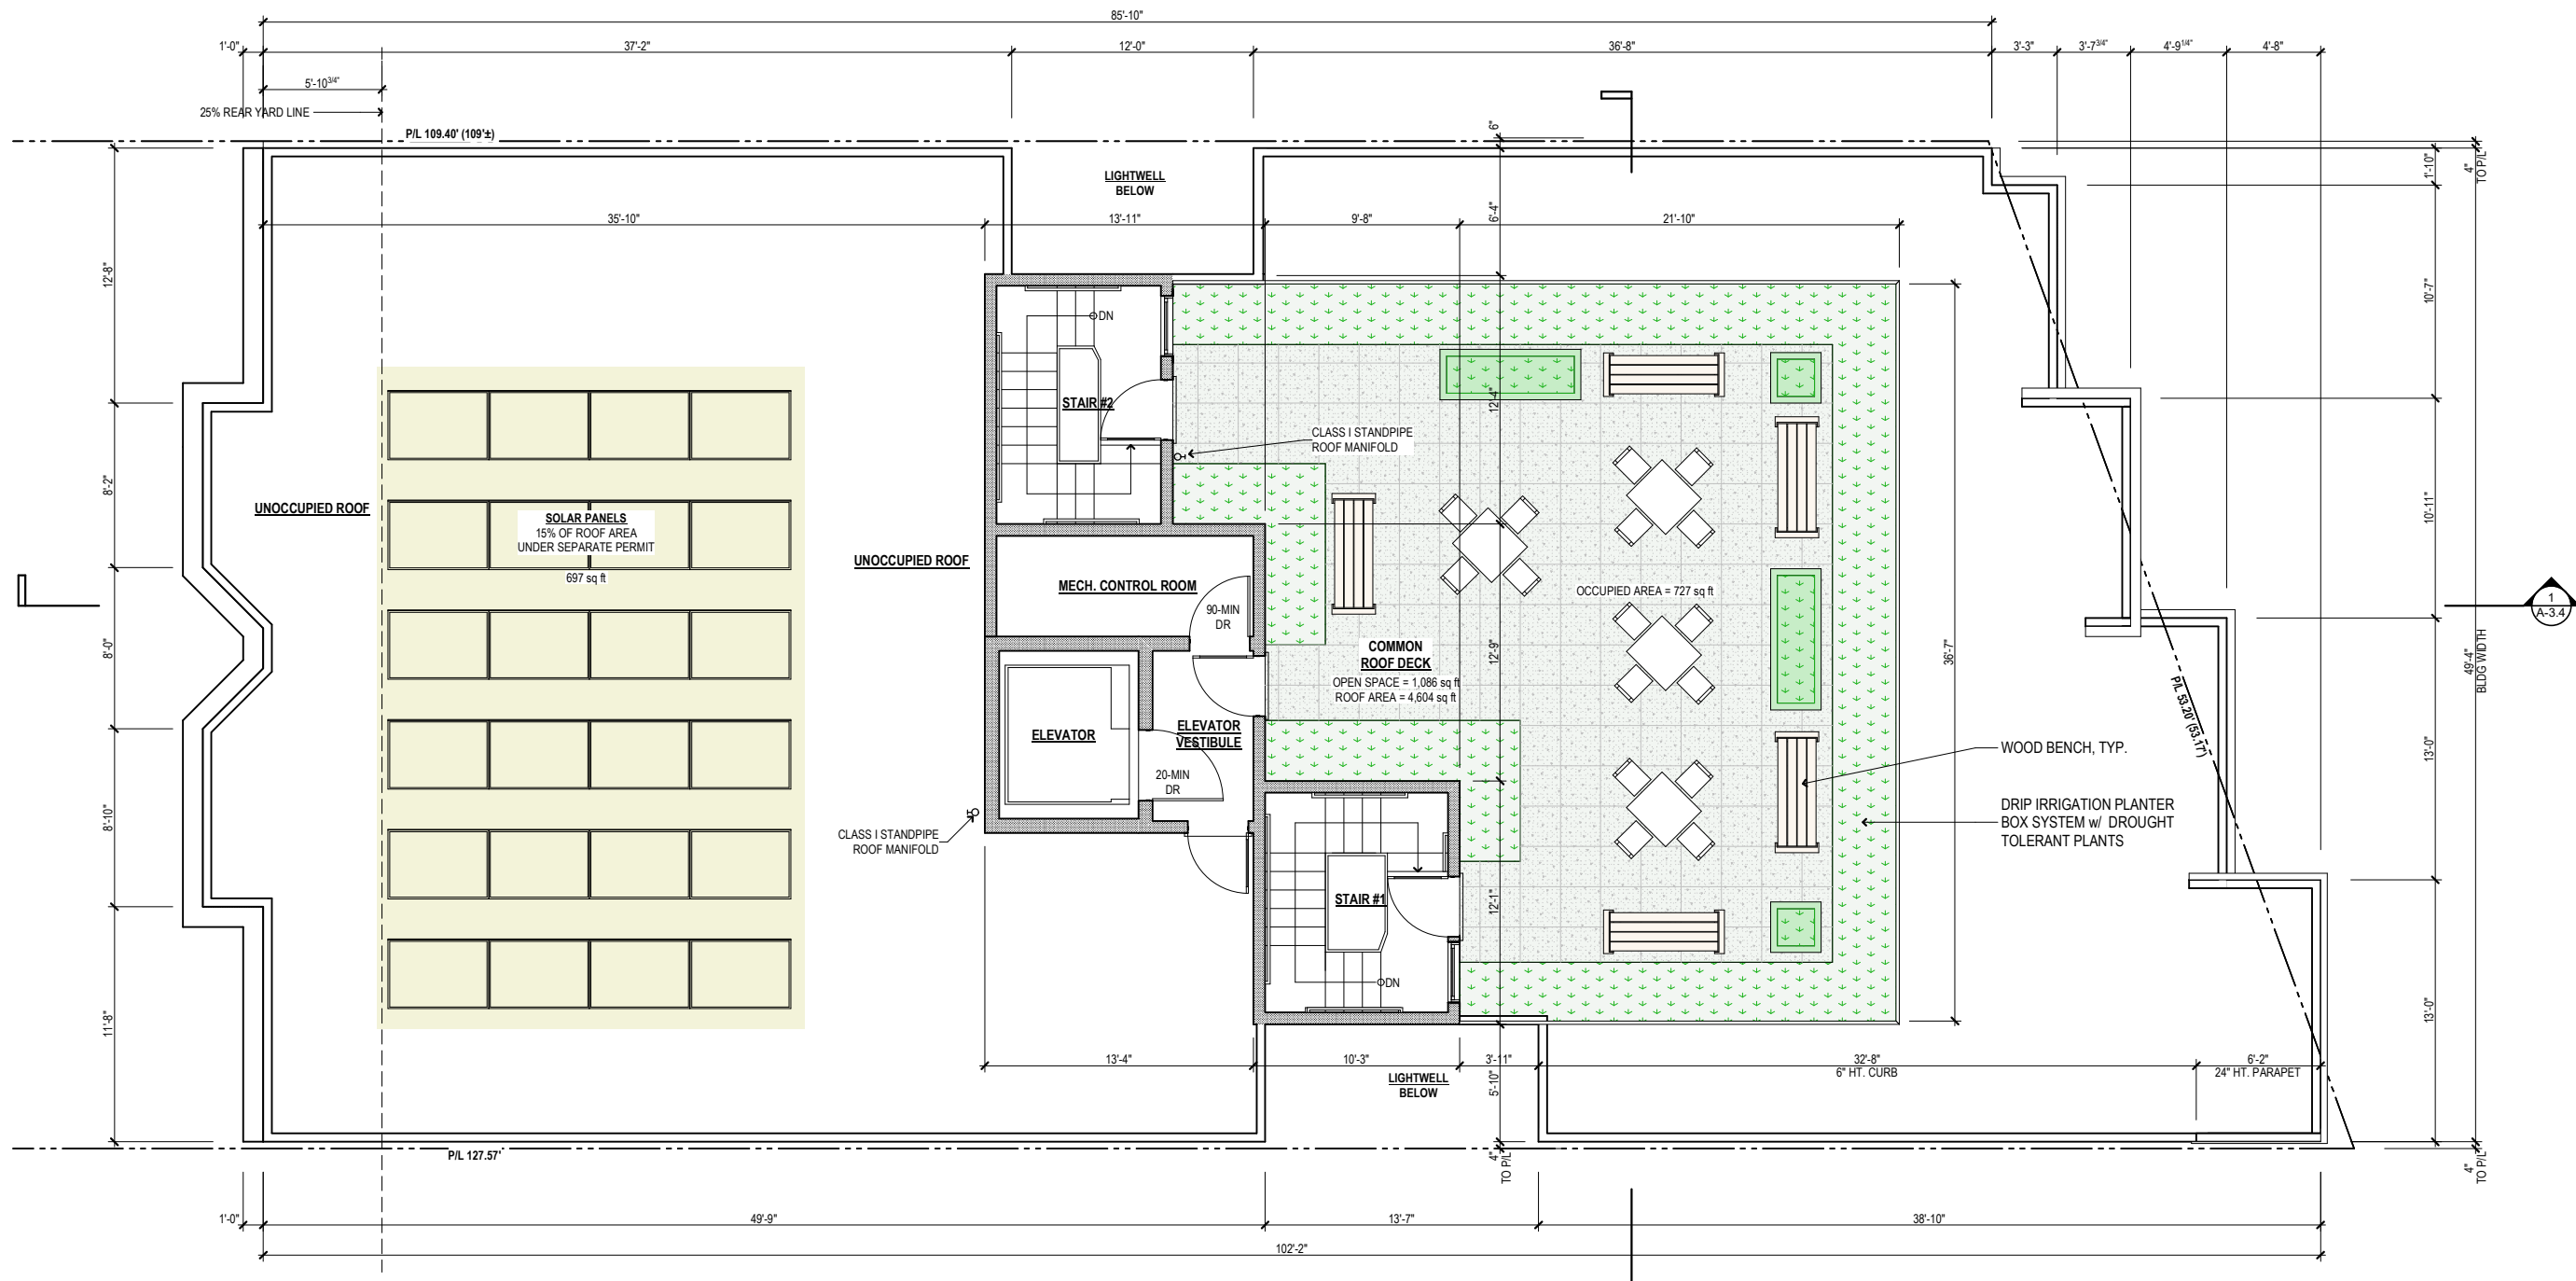 85'-10"
1'-0"
37'-2"
12'-0"
36'-8"
3'-3"
3'-7 3/4"
4'-9 1/4"
4'-8"
5'-10 3/4"
25% REAR YARD LINE
P/L 109.40' (109'±)
6"
4"
TO P/L
1'-10"
LIGHTWELL
BELOW
35'-10"
13'-11"
9'-8"
21'-10"
6'-4"
12'-8"
10'-7"
DN
STAIR #2
12'-4"
CLASS I STANDPIPE
ROOF MANIFOLD
8'-2"
UNOCCUPIED ROOF
SOLAR PANELS
15% OF ROOF AREA
UNDER SEPARATE PERMIT
697 sq ft
UNOCCUPIED ROOF
MECH. CONTROL ROOM
90-MIN
DR
OCCUPIED AREA = 727 sq ft
10'-11"
1
A-3.4
8'-0"
COMMON
ROOF DECK
OPEN SPACE = 1,086 sq ft
ROOF AREA = 4,604 sq ft
12'-9"
36'-7"
49'-4"
BLDG WIDTH
P/L 53.20' (53.17')
ELEVATOR
ELEVATOR
VESTIBULE
20-MIN
DR
WOOD BENCH, TYP.
13'-0"
DRIP IRRIGATION PLANTER
BOX SYSTEM w/ DROUGHT
TOLERANT PLANTS
8'-10"
CLASS I STANDPIPE
ROOF MANIFOLD
STAIR #1
12'-1"
DN
11'-8"
13'-0"
13'-4"
10'-3"
3'-11"
32'-8"
6" HT. CURB
6'-2"
24" HT. PARAPET
LIGHTWELL
BELOW
5'-10"
P/L 127.57'
4"
TO P/L
4"
TO P/L
1'-0"
49'-9"
13'-7"
38'-10"
102'-2"